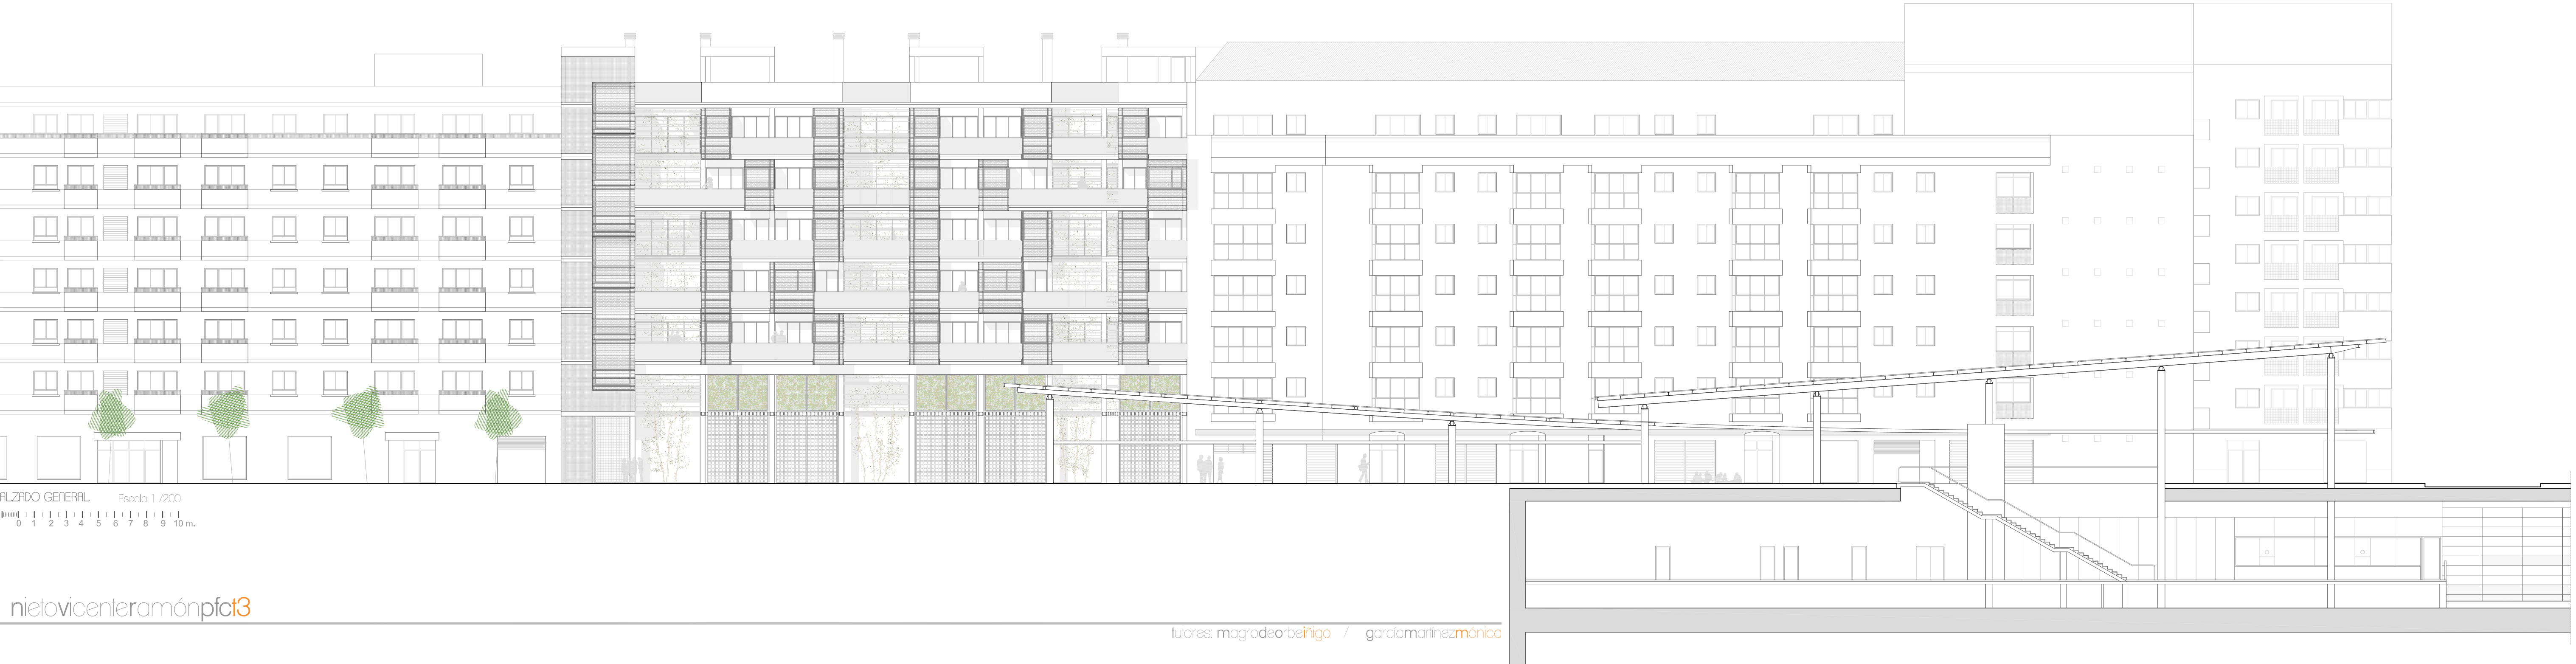 ALZADO GENERAL Escala 1 /200
0 1 2 3 4 5 6 7 8 9 10 m.
nietovicenteramónpfct3
tutores: magrodeorbeiñigo / garcíamartínezmónica